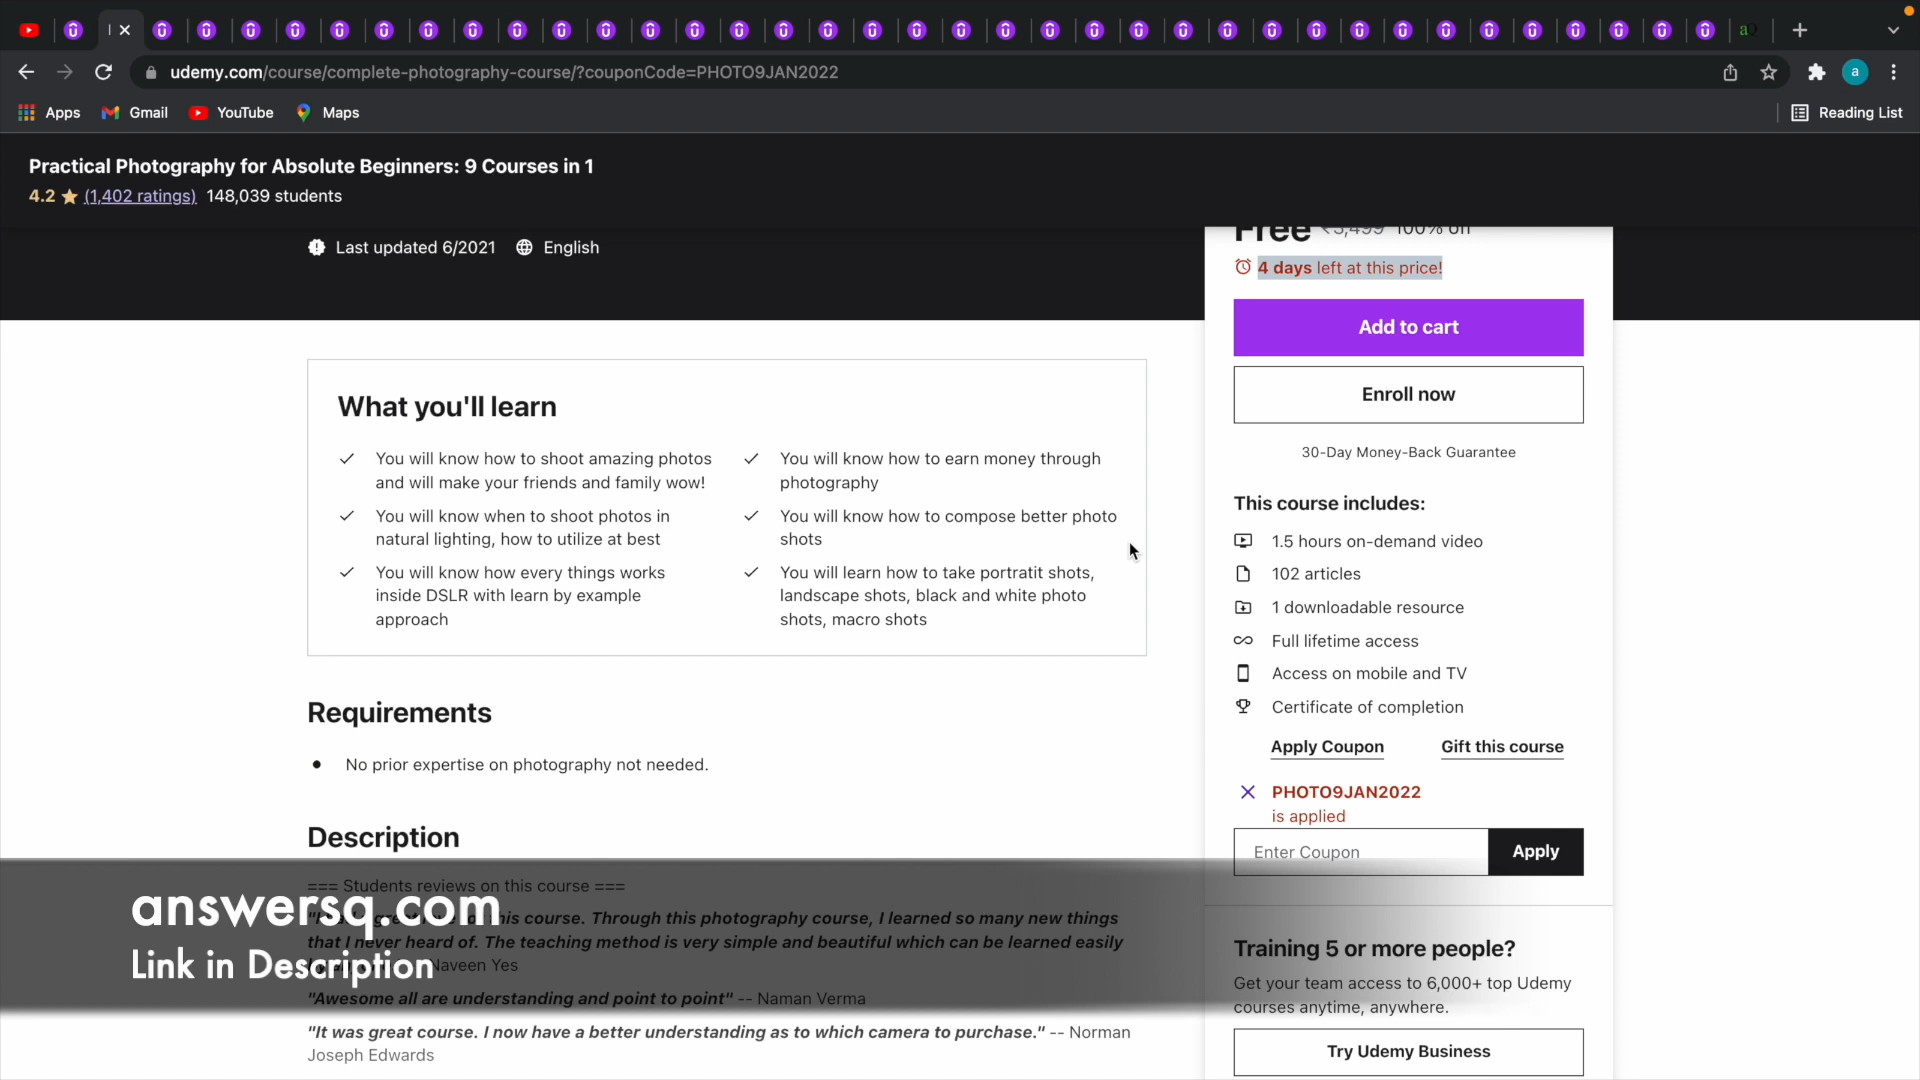 udemy.com/course/complete-photography-course/?couponCode=PHOTO9JAN2022
a
Apps
Gmail
YouTube
Maps
Reading List
Practical Photography for Absolute Beginners: 9 Courses in 1
4.2 (1,402 ratings) 148,039 students
Last updated 6/2021
English
Free ₹3,499 100% off
4 days left at this price!
Add to cart
Enroll now
30-Day Money-Back Guarantee
What you'll learn
You will know how to shoot amazing photos
and will make your friends and family wow!
You will know when to shoot photos in
natural lighting, how to utilize at best
You will know how every things works
inside DSLR with learn by example
approach
You will know how to earn money through
photography
You will know how to compose better photo
shots
You will learn how to take portratit shots,
landscape shots, black and white photo
shots, macro shots
This course includes:
1.5 hours on-demand video
102 articles
1 downloadable resource
Full lifetime access
Access on mobile and TV
Certificate of completion
Apply Coupon
Gift this course
PHOTO9JAN2022
is applied
Enter Coupon
Apply
Requirements
No prior expertise on photography not needed.
Description
=== Students reviews on this course ===
this course. Through this photography course, I learned so many new things
that I never heard of. The teaching method is very simple and beautiful which can be learned easily
Naveen Yes
"Awesome all are understanding and point to point" -- Naman Verma
"It was great course. I now have a better understanding as to which camera to purchase." -- Norman
Joseph Edwards
answersq.com
Link in Description
Training 5 or more people?
Get your team access to 6,000+ top Udemy
courses anytime, anywhere.
Try Udemy Business